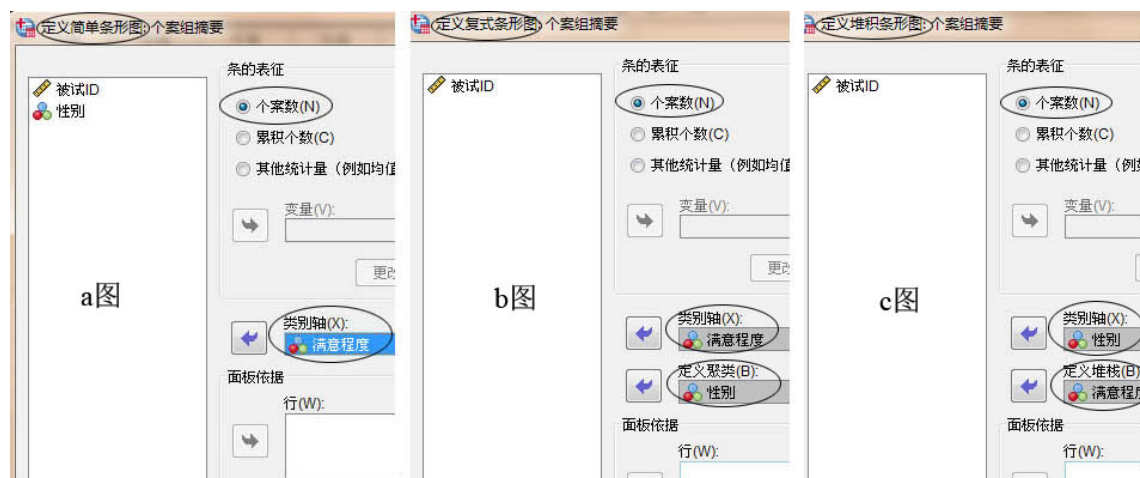 定义简单条形图:个案组摘要
被试ID
性别
条的表征
个案数(N)
累积个数(C)
其他统计量（例如均值
变量(V):
更改
a图
类别轴(X):
满意程度
面板依据
行(W):
定义复式条形图:个案组摘要
被试ID
条的表征
个案数(N)
累积个数(C)
其他统计量（例如均值
变量(V):
更改
b图
类别轴(X):
满意程度
定义聚类(B):
性别
面板依据
行(W):
定义堆积条形图:个案组摘要
被试ID
条的表征
个案数(N)
累积个数(C)
其他统计量（例如
变量(V):
c图
类别轴(X):
性别
定义堆栈(B)
满意程度
面板依据
行(W):